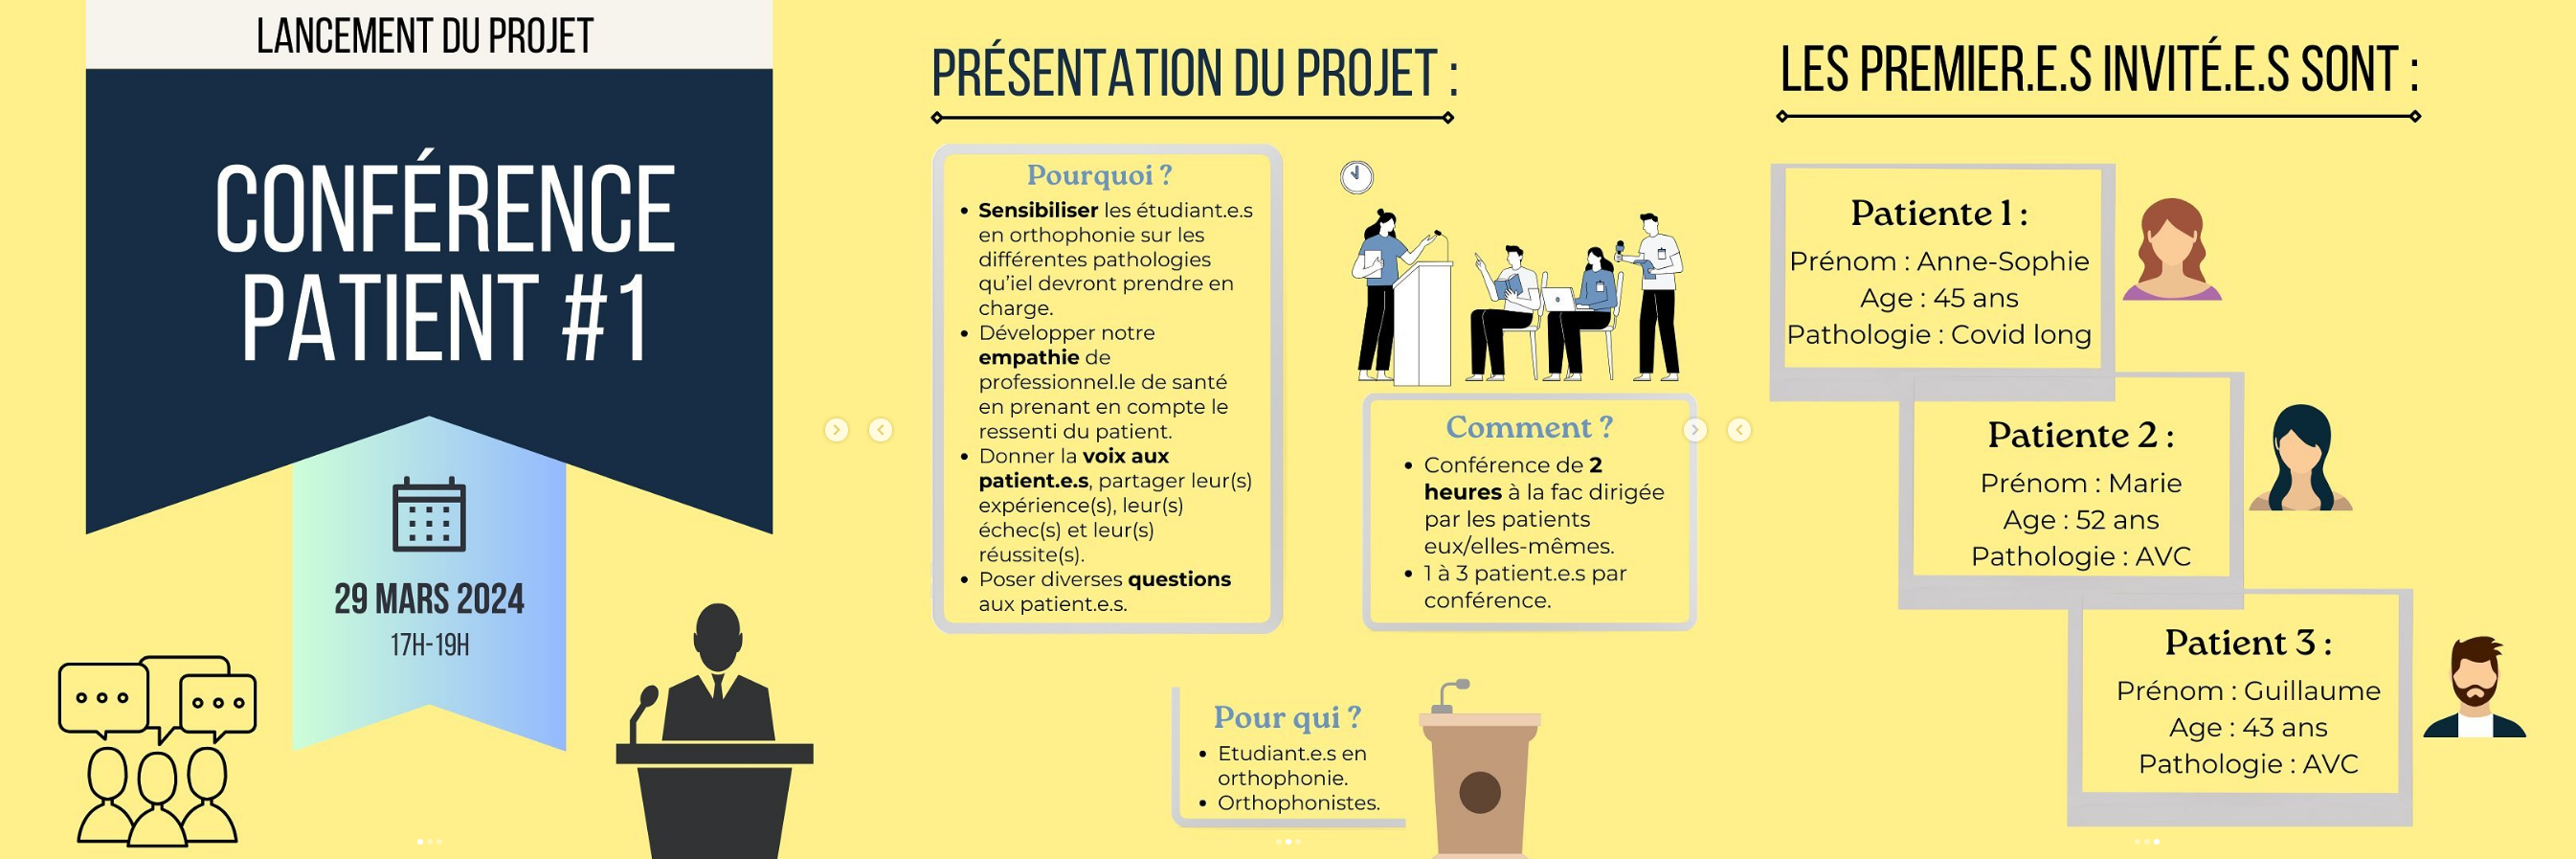 LANCEMENT DU PROJET
CONFÉRENCE
PATIENT #1
29 MARS 2024
17H-19H
PRÉSENTATION DU PROJET :
Pourquoi ?
• Sensibiliser les étudiant.e.s
en orthophonie sur les
différentes pathologies
qu'iel devront prendre en
charge.
• Développer notre
empathie de
professionnel.le de santé
en prenant en compte le
ressenti du patient.
• Donner la voix aux
patient.e.s, partager leur(s)
expérience(s), leur(s)
échec(s) et leur(s)
réussite(s).
• Poser diverses questions
aux patient.e.s.
Comment ?
• Conférence de 2
heures à la fac dirigée
par les patients
eux/elles-mêmes.
• 1 à 3 patient.e.s par
conférence.
Pour qui ?
• Etudiant.e.s en
orthophonie.
• Orthophonistes.
LES PREMIER.E.S INVITÉ.E.S SONT :
Patiente 1 :
Prénom : Anne-Sophie
Age : 45 ans
Pathologie : Covid long
Patiente 2 :
Prénom : Marie
Age : 52 ans
Pathologie : AVC
Patient 3 :
Prénom : Guillaume
Age : 43 ans
Pathologie : AVC